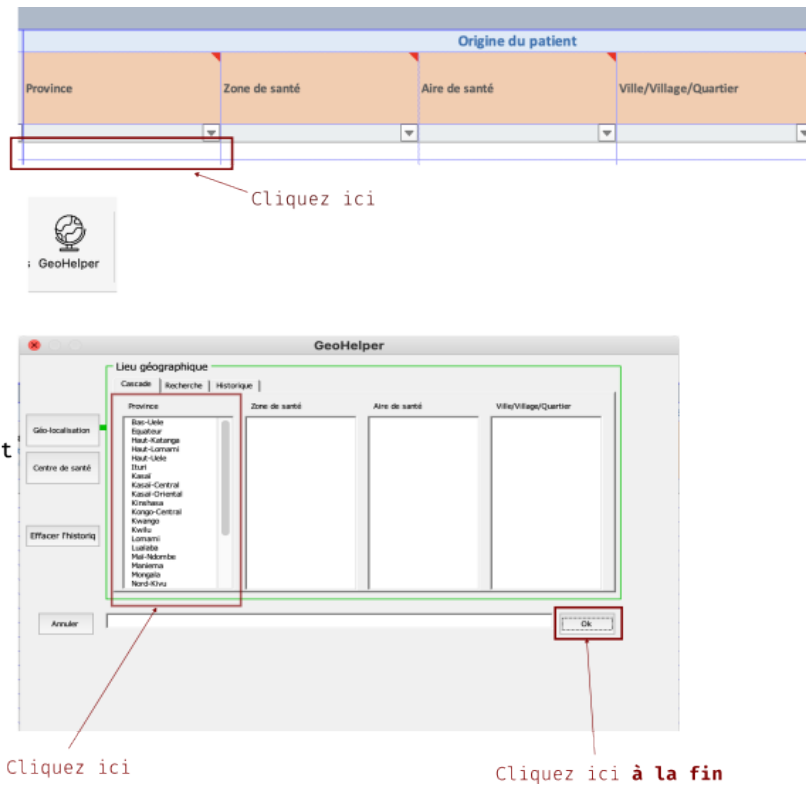 Origine du patient
Province
Zone de santé
Aire de santé
Ville/Village/Quartier
Cliquez ici
s GeoHelper
GeoHelper
Lieu géographique
Cascade Recherche Historique
Province Zone de santé Aire de santé Ville/Village/Quartier
Bas-Uele
Equateur
Haut-Katanga
Haut-Lomami
Haut-Uele
Ituri
Kasaï
Kasaï-Central
Kasaï-Oriental
Kinshasa
Kongo-Central
Kwango
Kwilu
Lomami
Lualaba
Maï-Ndombe
Maniema
Mongala
Nord-Kivu
Géo-localisation
t
Centre de santé
Effacer l'historiq
Annuler
Ok
Cliquez ici
Cliquez ici à la fin